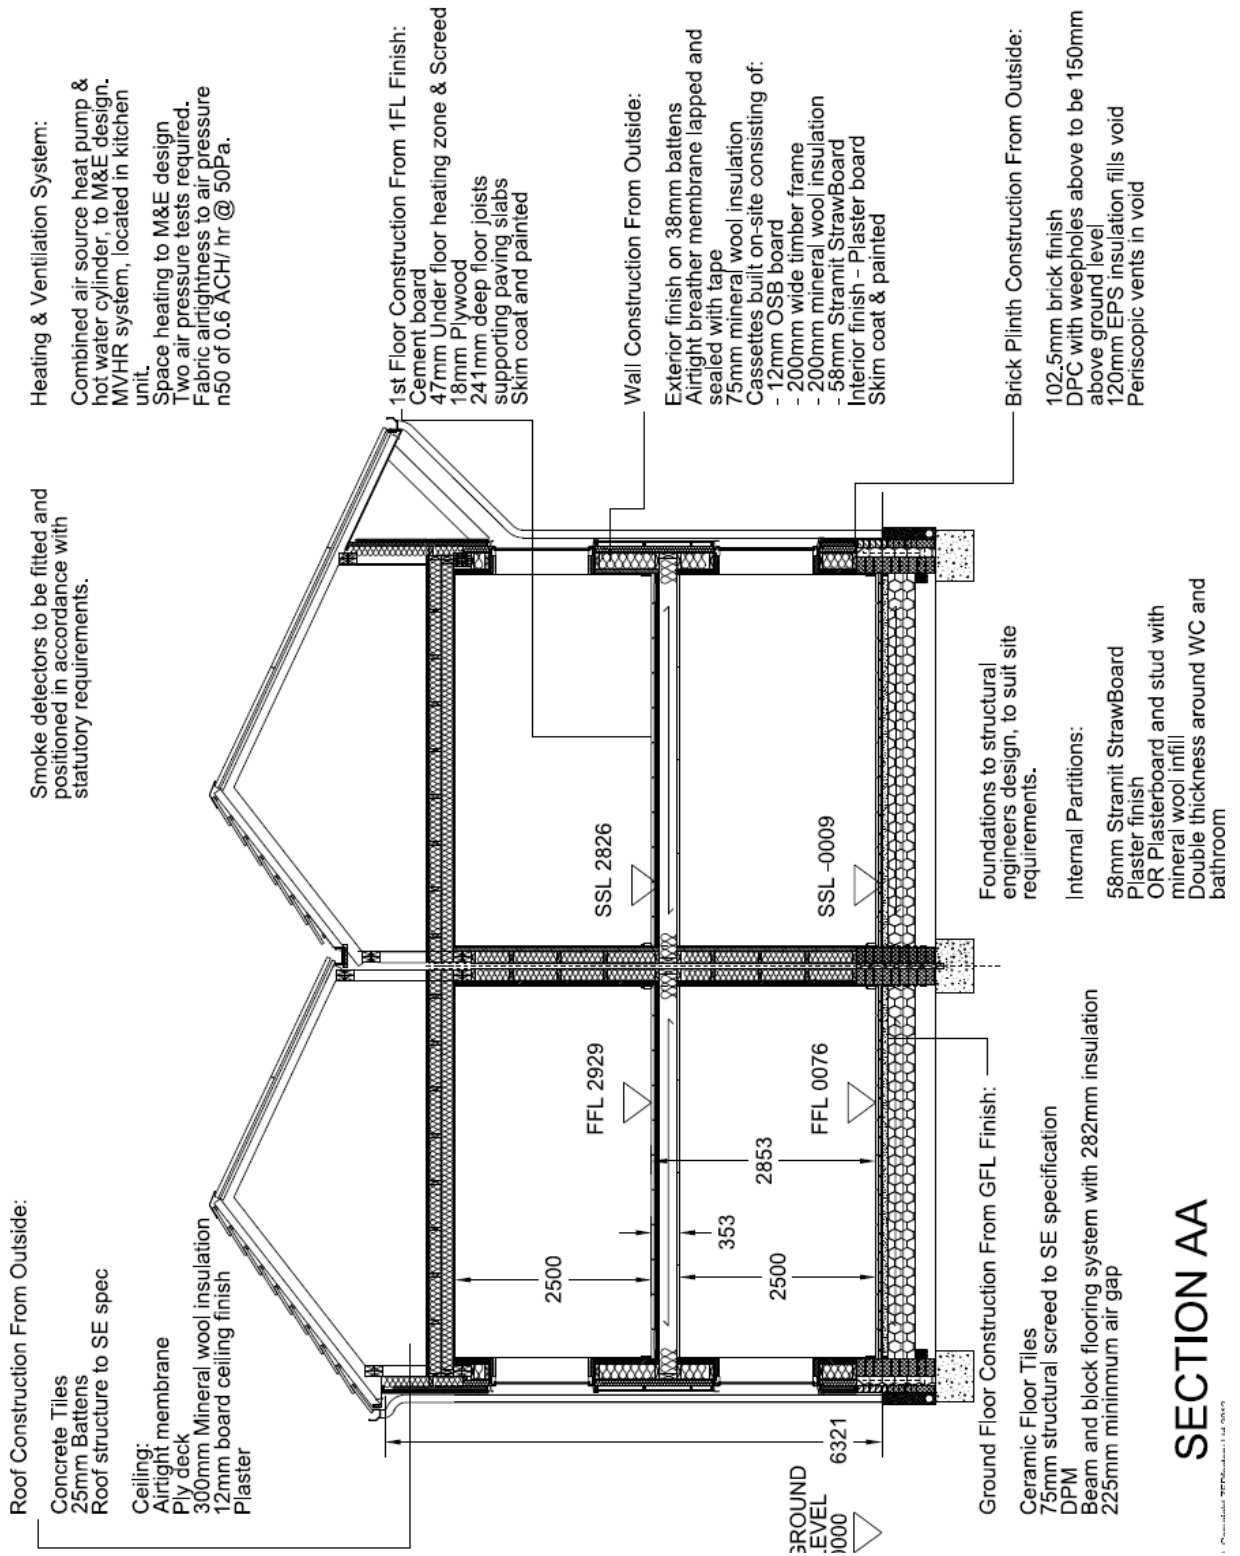 Roof Construction From Outside:
Concrete Tiles
25mm Battens
Roof structure to SE spec
Ceiling:
Airtight membrane
Ply deck
300mm Mineral wool insulation
12mm board ceiling finish
Plaster
Smoke detectors to be fitted and
positioned in accordance with
statutory requirements.
Heating & Ventilation System:
Combined air source heat pump &
hot water cylinder, to M&E design.
MVHR system, located in kitchen
unit.
Space heating to M&E design
Two air pressure tests required.
Fabric airtightness to air pressure
n50 of 0.6 ACH/ hr @ 50Pa.
1st Floor Construction From 1FL Finish:
Cement board
47mm Under floor heating zone & Screed
18mm Plywood
241mm deep floor joists
supporting paving slabs
Skim coat and painted
Wall Construction From Outside:
Exterior finish on 38mm battens
Airtight breather membrane lapped and
sealed with tape
75mm mineral wool insulation
Cassettes built on-site consisting of:
- 12mm OSB board
- 200mm wide timber frame
- 200mm mineral wool insulation
- 58mm Stramit StrawBoard
Interior finish - Plaster board
Skim coat & painted
Brick Plinth Construction From Outside:
102.5mm brick finish
DPC with weepholes above to be 150mm
above ground level
120mm EPS insulation fills void
Periscopic vents in void
2500
FFL 2929
SSL 2826
353
2853
2500
FFL 0076
SSL -0009
6321
GROUND
LEVEL
0000
Ground Floor Construction From GFL Finish:
Ceramic Floor Tiles
75mm structural screed to SE specification
DPM
Beam and block flooring system with 282mm insulation
225mm mininmum air gap
Foundations to structural
engineers design, to suit site
requirements.
Internal Partitions:
58mm Stramit StrawBoard
Plaster finish
OR Plasterboard and stud with
mineral wool infill
Double thickness around WC and
bathroom
SECTION AA